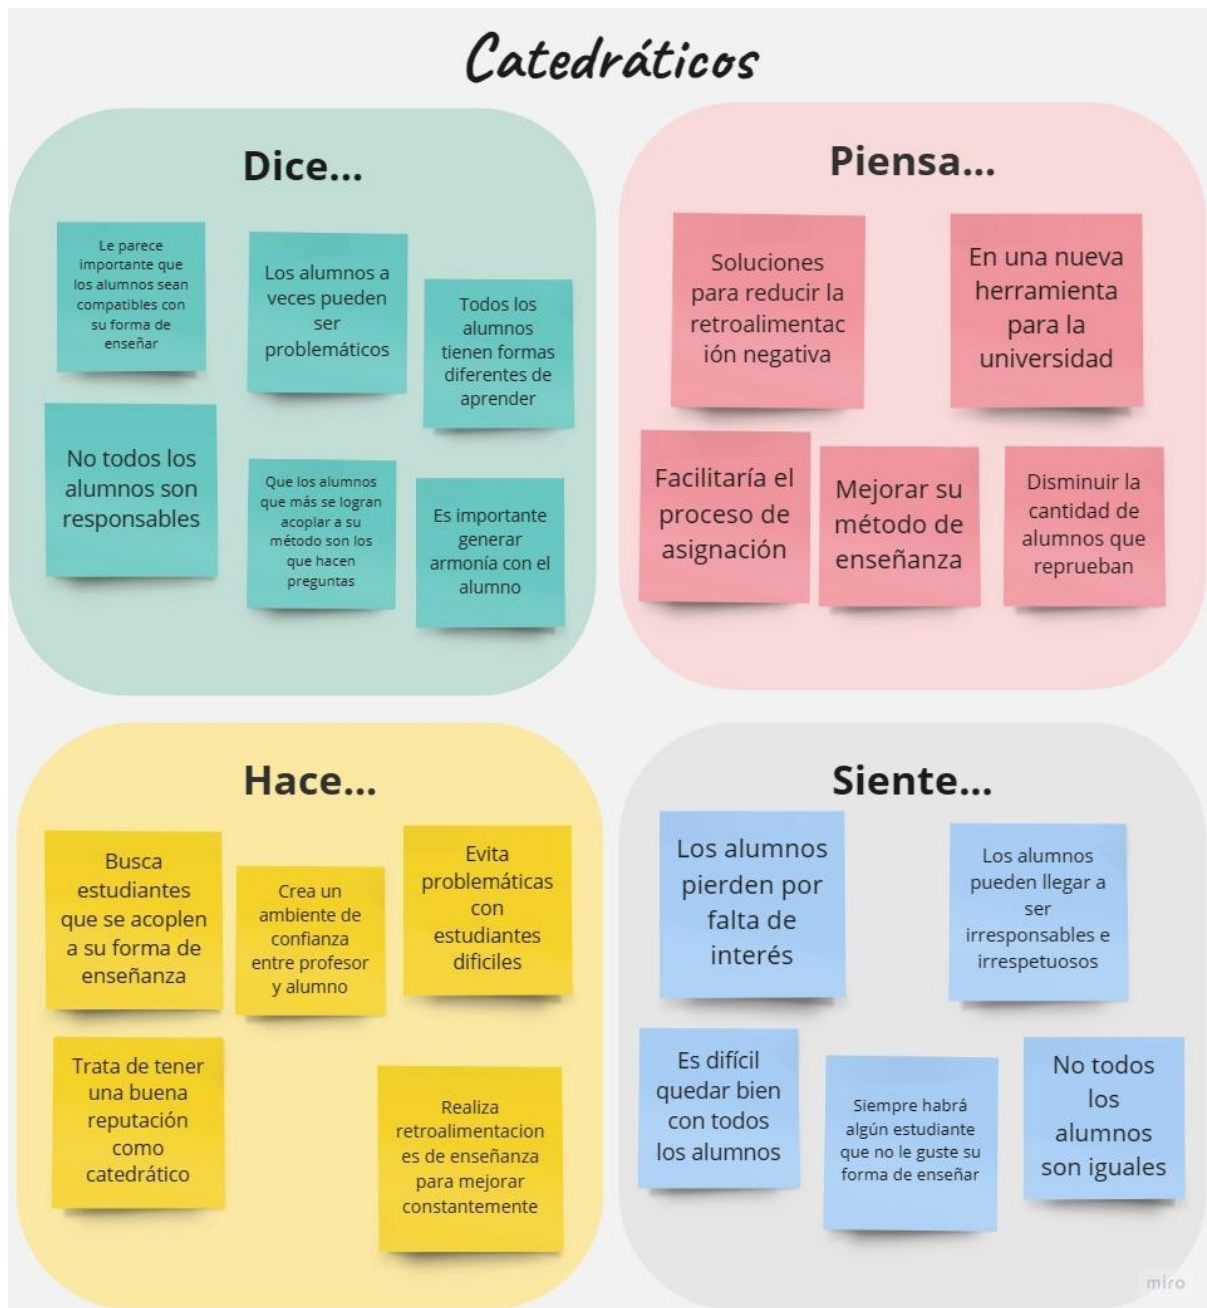 Catedráticos
Dice...
Le parece
importante que
los alumnos sean
compatibles con
su forma de
enseñar
Los alumnos a
veces pueden
ser
problemáticos
Todos los
alumnos
tienen formas
diferentes de
aprender
No todos los
alumnos son
responsables
Que los alumnos
que más se logran
acoplar a su
método son los
que hacen
preguntas
Es importante
generar
armonía con el
alumno
Piensa...
Soluciones
para reducir la
retroalimentac
ión negativa
En una nueva
herramienta
para la
universidad
Facilitaría el
proceso de
asignación
Mejorar su
método de
enseñanza
Disminuir la
cantidad de
alumnos que
reprueban
Hace...
Busca
estudiantes
que se acoplen
a su forma de
enseñanza
Crea un
ambiente de
confianza
entre profesor
y alumno
Evita
problemáticas
con
estudiantes
dificiles
Trata de tener
una buena
reputación
como
catedrático
Realiza
retroalimentacion
es de enseñanza
para mejorar
constantemente
Siente...
Los alumnos
pierden por
falta de
interés
Los alumnos
pueden llegar a
ser
irresponsables e
irrespetuosos
Es difícil
quedar bien
con todos
los alumnos
Siempre habrá
algún estudiante
que no le guste su
forma de enseñar
No todos
los
alumnos
son iguales
miro